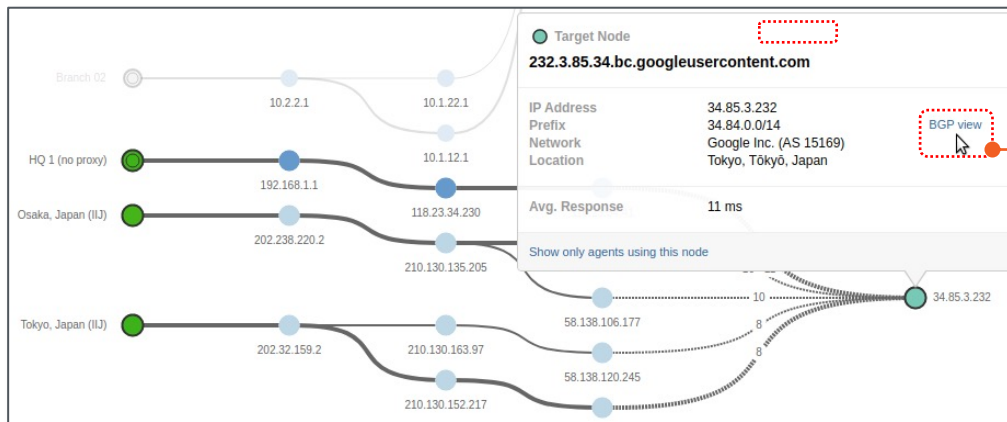 Target Node
232.3.85.34.bc.googleusercontent.com
IP Address 34.85.3.232
Prefix 34.84.0.0/14 BGP view
Network Google Inc. (AS 15169)
Location Tokyo, Tōkyō, Japan
Avg. Response 11 ms
Show only agents using this node
Branch 02
10.2.2.1
10.1.22.1
10.1.12.1
HQ 1 (no proxy)
192.168.1.1
118.23.34.230
Osaka, Japan (IIJ)
202.238.220.2
210.130.135.205
10
34.85.3.232
58.138.106.177
Tokyo, Japan (IIJ)
202.32.159.2
210.130.163.97
8
58.138.120.245
8
210.130.152.217